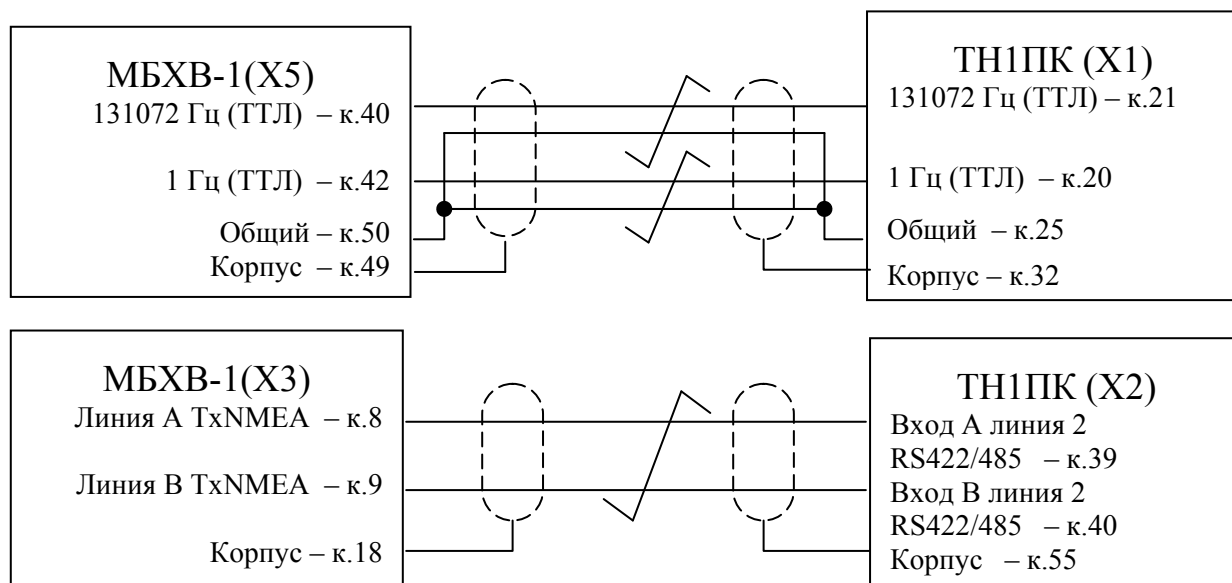 МБХВ-1(Х5)
131072 Гц (ТТЛ) – к.40
1 Гц (ТТЛ) – к.42
Общий – к.50
Корпус – к.49
ТН1ПК (Х1)
131072 Гц (ТТЛ) – к.21
1 Гц (ТТЛ) – к.20
Общий – к.25
Корпус – к.32
МБХВ-1(Х3)
Линия А TxNMEA – к.8
Линия В TxNMEA – к.9
Корпус – к.18
ТН1ПК (Х2)
Вход А линия 2
RS422/485 – к.39
Вход В линия 2
RS422/485 – к.40
Корпус – к.55